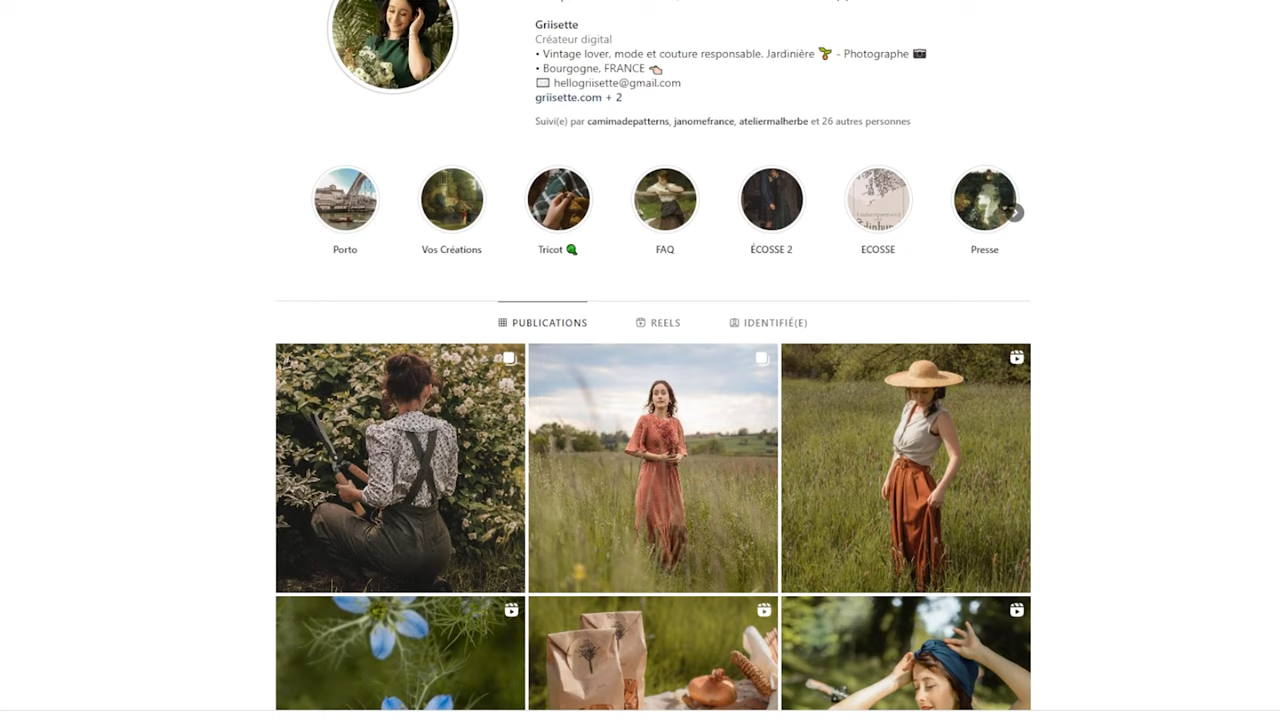 Griisette
Créateur digital
• Vintage lover, mode et couture responsable. Jardinière - Photographe
• Bourgogne, FRANCE
hellogriisette@gmail.com
griisette.com + 2
Suivi(e) par camimadepatterns, janomefrance, ateliermalherbe et 26 autres personnes
Porto
Vos Créations
Tricot
FAQ
ÉCOSSE 2
ECOSSE
Presse
PUBLICATIONS
REELS
IDENTIFIÉ(E)